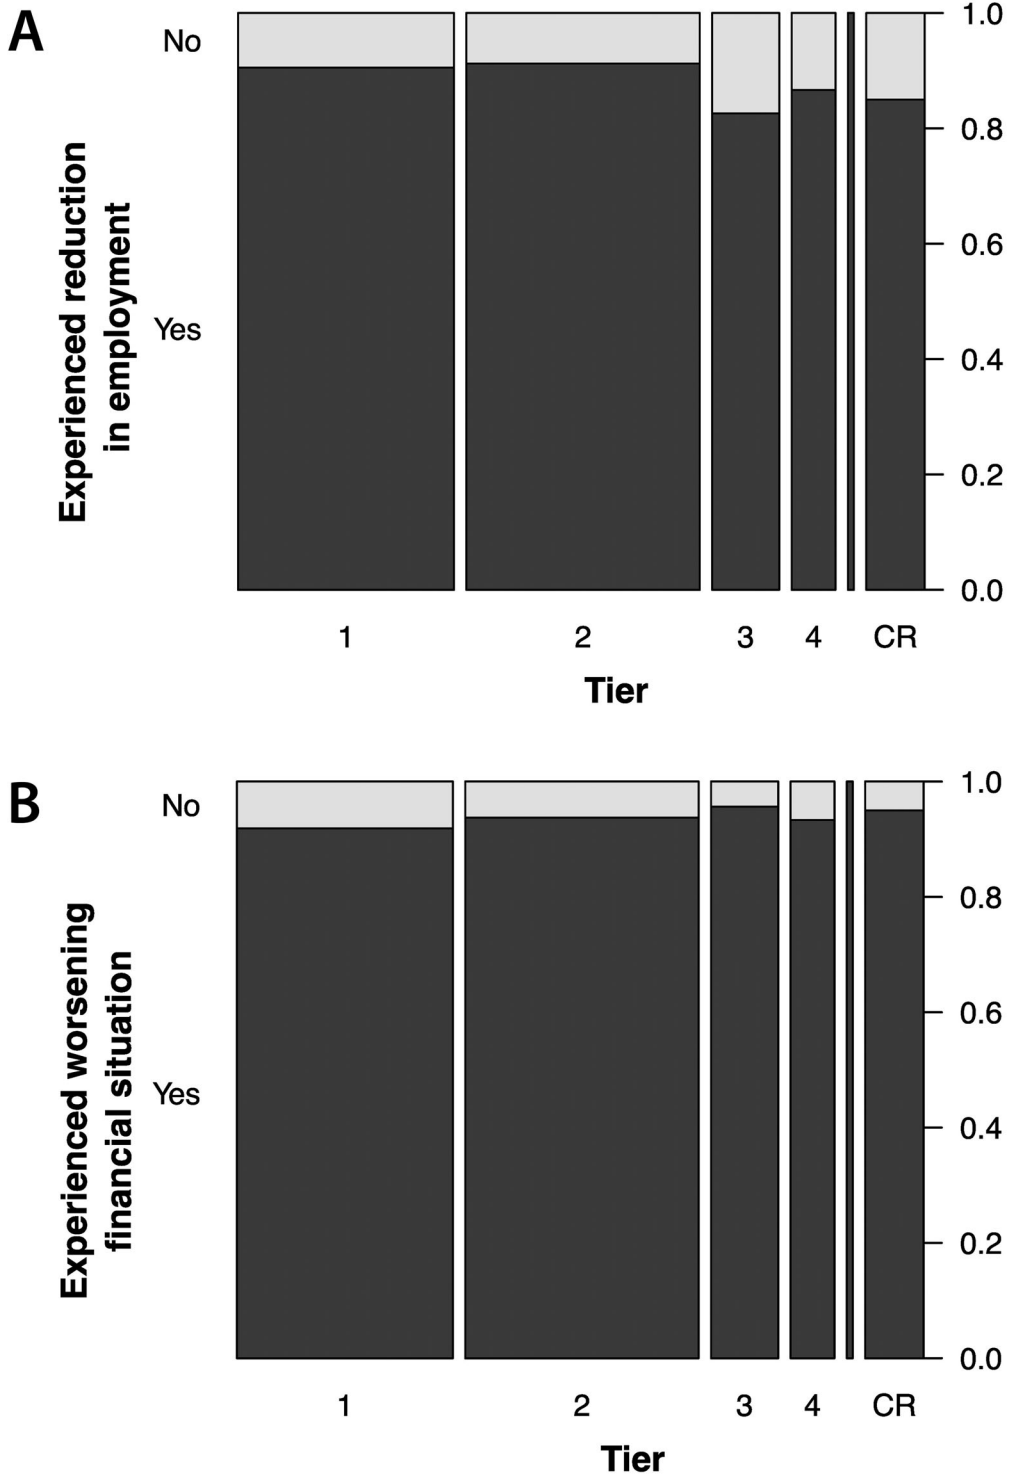 A
No
Yes
Experienced reduction
in employment
1.0
0.8
0.6
0.4
0.2
0.0
1 2 3 4 CR
Tier
B
No
Yes
Experienced worsening
financial situation
1.0
0.8
0.6
0.4
0.2
0.0
1 2 3 4 CR
Tier